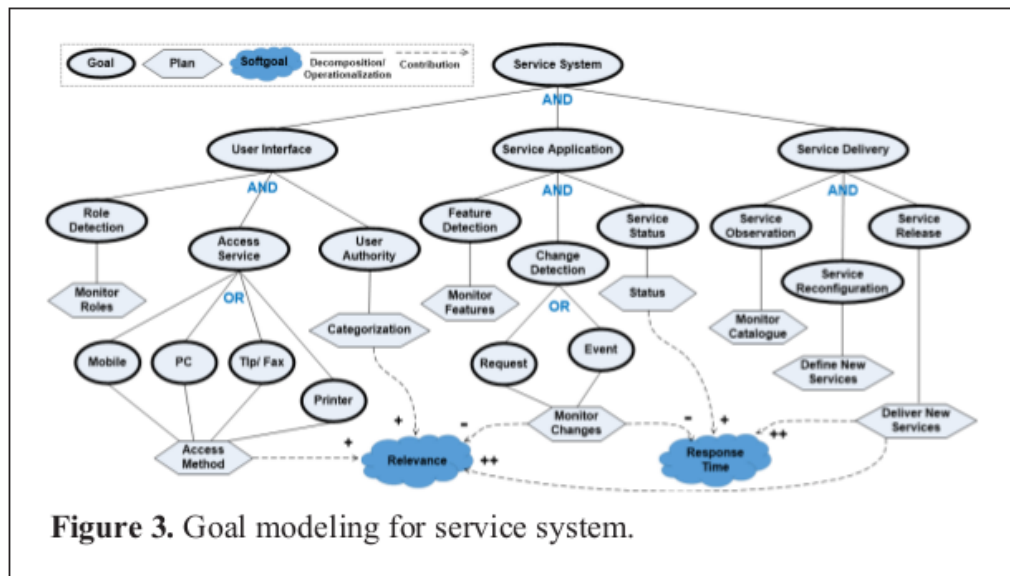 Goal
Plan
Softgoal
Decomposition/
Operationalization
Contribution
Service System
AND
User Interface
Service Application
Service Delivery
AND
AND
AND
Role
Detection
Access
Service
User
Authority
Feature
Detection
Change
Detection
Service
Status
Service
Observation
Service
Reconfiguration
Service
Release
Monitor
Roles
OR
Categorization
Monitor
Features
OR
Status
Monitor
Catalogue
Mobile
PC
Tlp/ Fax
Printer
Request
Event
Define New
Services
Access
Method
Monitor
Changes
Deliver New
Services
+
+
-
++
-
+
++
Relevance
Response
Time
Figure 3. Goal modeling for service system.